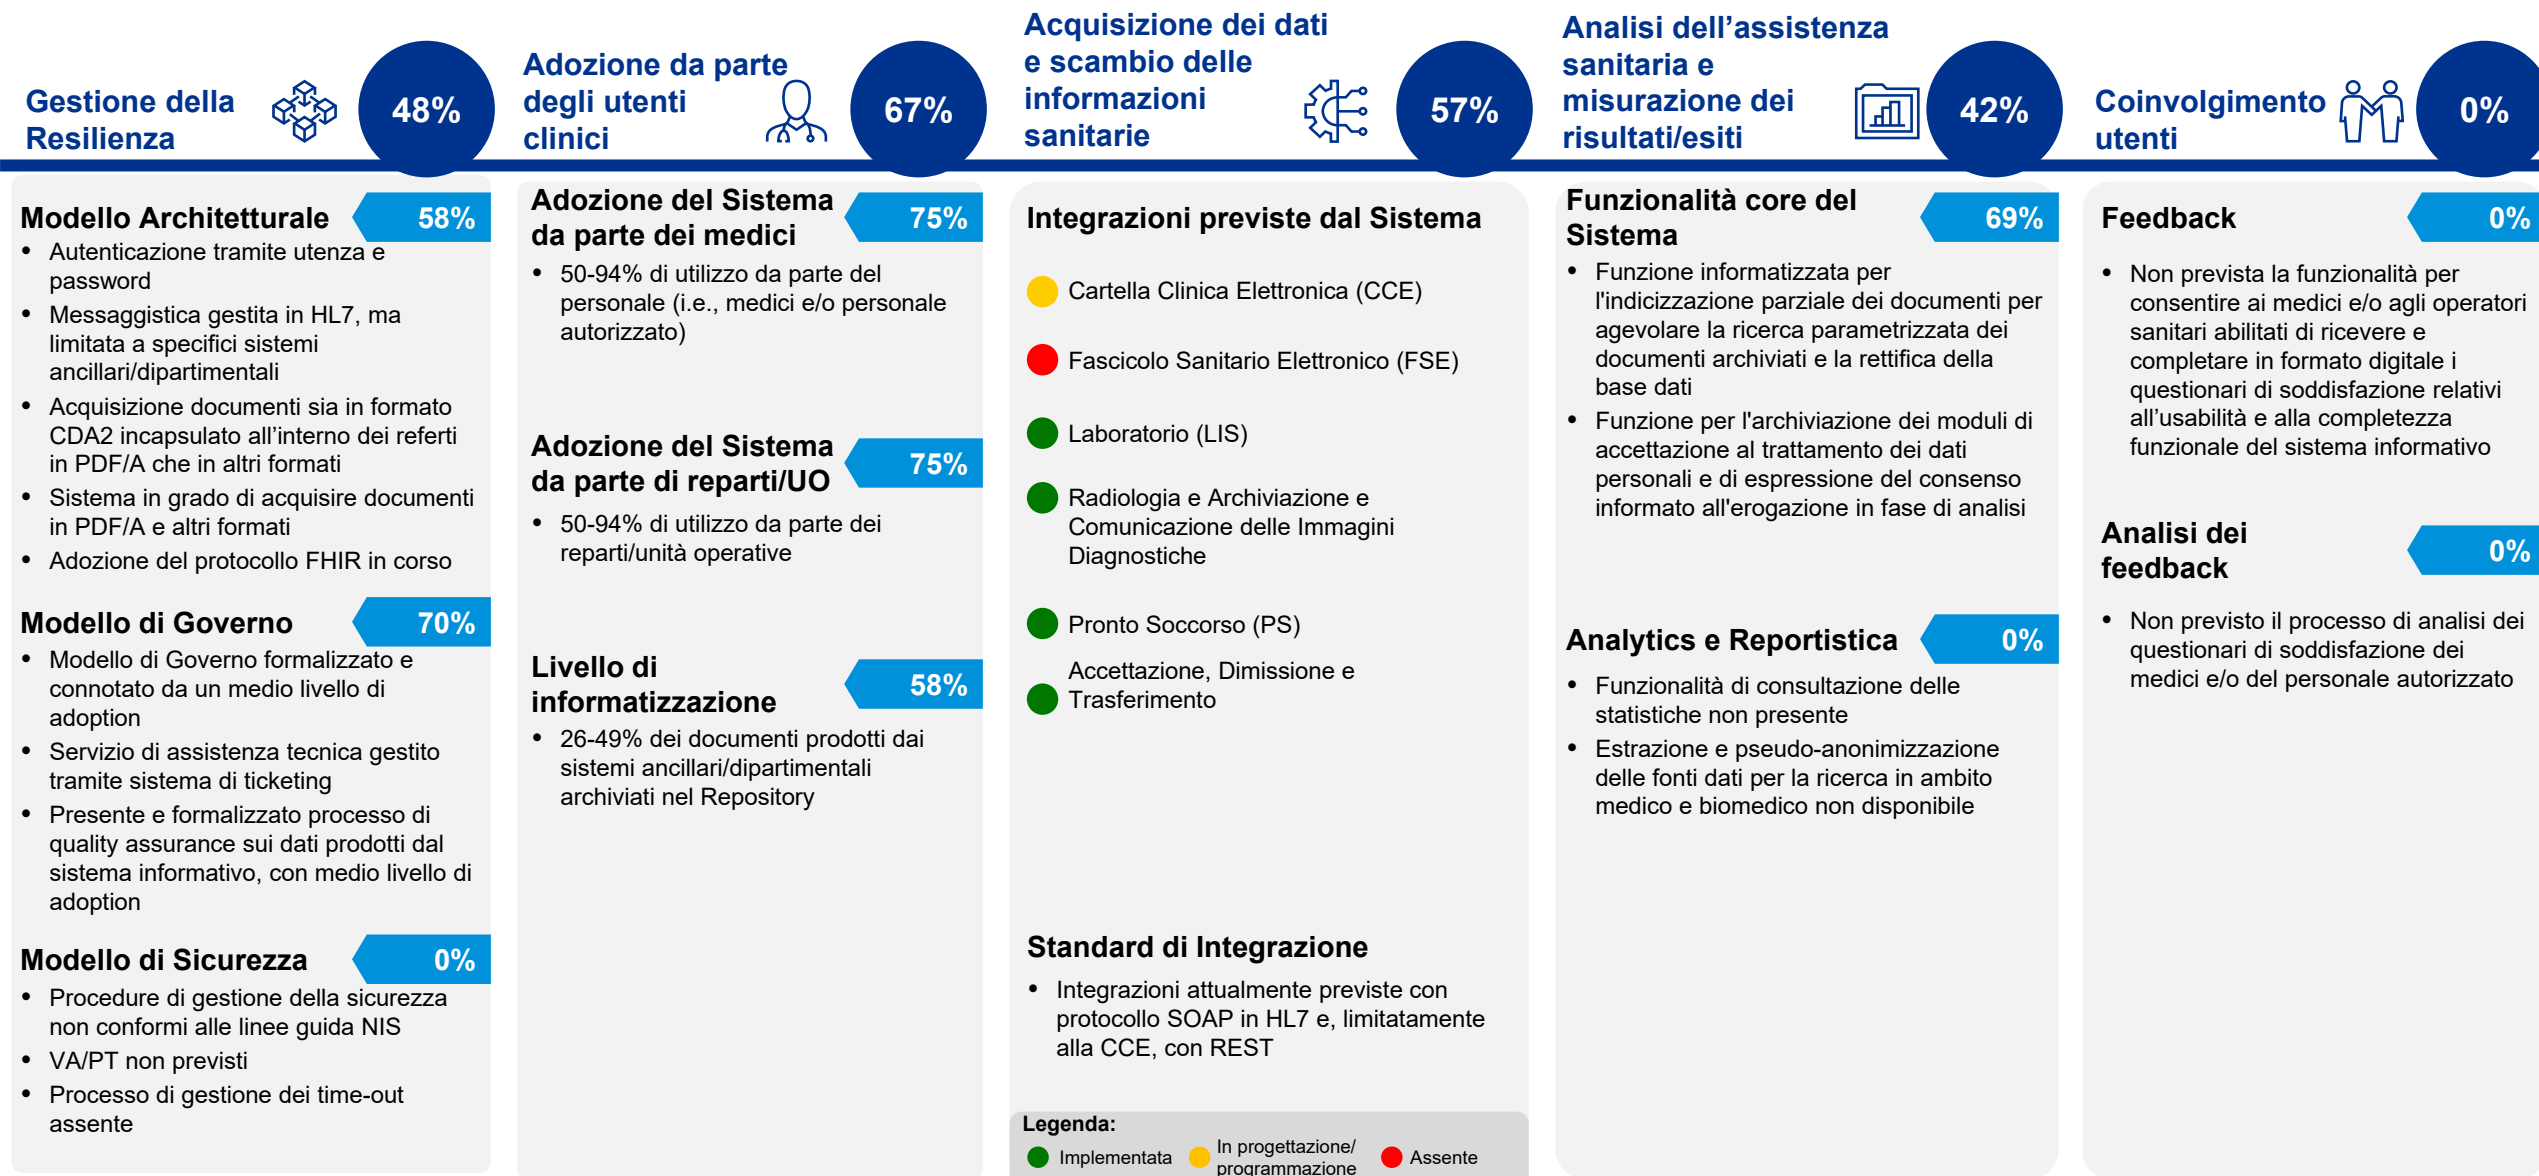 Gestione della
Resilienza
48%
Adozione da parte
degli utenti
clinici
67%
Acquisizione dei dati
e scambio delle
informazioni
sanitarie
57%
Analisi dell’assistenza
sanitaria e
misurazione dei
risultati/esiti
42%
Coinvolgimento
utenti
0%
Modello Architetturale
58%
• Autenticazione tramite utenza e
password
• Messaggistica gestita in HL7, ma
limitata a specifici sistemi
ancillari/dipartimentali
• Acquisizione documenti sia in formato
CDA2 incapsulato all’interno dei referti
in PDF/A che in altri formati
• Sistema in grado di acquisire documenti
in PDF/A e altri formati
• Adozione del protocollo FHIR in corso
Modello di Governo
70%
• Modello di Governo formalizzato e
connotato da un medio livello di
adoption
• Servizio di assistenza tecnica gestito
tramite sistema di ticketing
• Presente e formalizzato processo di
quality assurance sui dati prodotti dal
sistema informativo, con medio livello di
adoption
Modello di Sicurezza
0%
• Procedure di gestione della sicurezza
non conformi alle linee guida NIS
• VA/PT non previsti
• Processo di gestione dei time-out
assente
Adozione del Sistema
da parte dei medici
75%
• 50-94% di utilizzo da parte del
personale (i.e., medici e/o personale
autorizzato)
Adozione del Sistema
da parte di reparti/UO
75%
• 50-94% di utilizzo da parte dei
reparti/unità operative
Livello di
informatizzazione
58%
• 26-49% dei documenti prodotti dai
sistemi ancillari/dipartimentali
archiviati nel Repository
Integrazioni previste dal Sistema
Cartella Clinica Elettronica (CCE)
Fascicolo Sanitario Elettronico (FSE)
Laboratorio (LIS)
Radiologia e Archiviazione e
Comunicazione delle Immagini
Diagnostiche
Pronto Soccorso (PS)
Accettazione, Dimissione e
Trasferimento
Standard di Integrazione
• Integrazioni attualmente previste con
protocollo SOAP in HL7 e, limitatamente
alla CCE, con REST
Legenda:
Implementata
In progettazione/
programmazione
Assente
Funzionalità core del
Sistema
69%
• Funzione informatizzata per
l'indicizzazione parziale dei documenti per
agevolare la ricerca parametrizzata dei
documenti archiviati e la rettifica della
base dati
• Funzione per l'archiviazione dei moduli di
accettazione al trattamento dei dati
personali e di espressione del consenso
informato all'erogazione in fase di analisi
Analytics e Reportistica
0%
• Funzionalità di consultazione delle
statistiche non presente
• Estrazione e pseudo-anonimizzazione
delle fonti dati per la ricerca in ambito
medico e biomedico non disponibile
Feedback
0%
• Non prevista la funzionalità per
consentire ai medici e/o agli operatori
sanitari abilitati di ricevere e
completare in formato digitale i
questionari di soddisfazione relativi
all’usabilità e alla completezza
funzionale del sistema informativo
Analisi dei
feedback
0%
• Non previsto il processo di analisi dei
questionari di soddisfazione dei
medici e/o del personale autorizzato